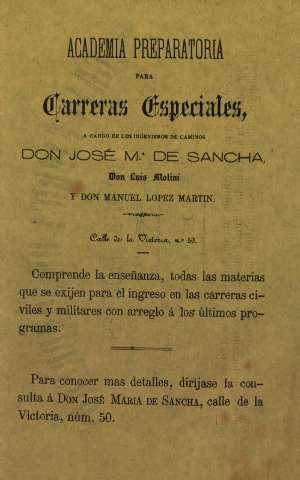 ACADEMIA PREPARATORIA
PARA
Carreras Especiales,
A CARGO DE LOS INGENIEROS DE CAMINOS
DON JOSÉ M.ª DE SANCHA,
Don Luis Molini
Y DON MANUEL LOPEZ MARTIN.
Calle de la Victoria, n.º 50.
Comprende la enseñanza, todas las materias
que se exijen para el ingreso en las carreras ci-
viles y militares con arreglo á los últimos pro-
gramas.
Para conocer mas detalles, dirijase la con-
sulta á DON JOSÉ MARIA DE SANCHA, calle de la
Victoria, núm. 50.